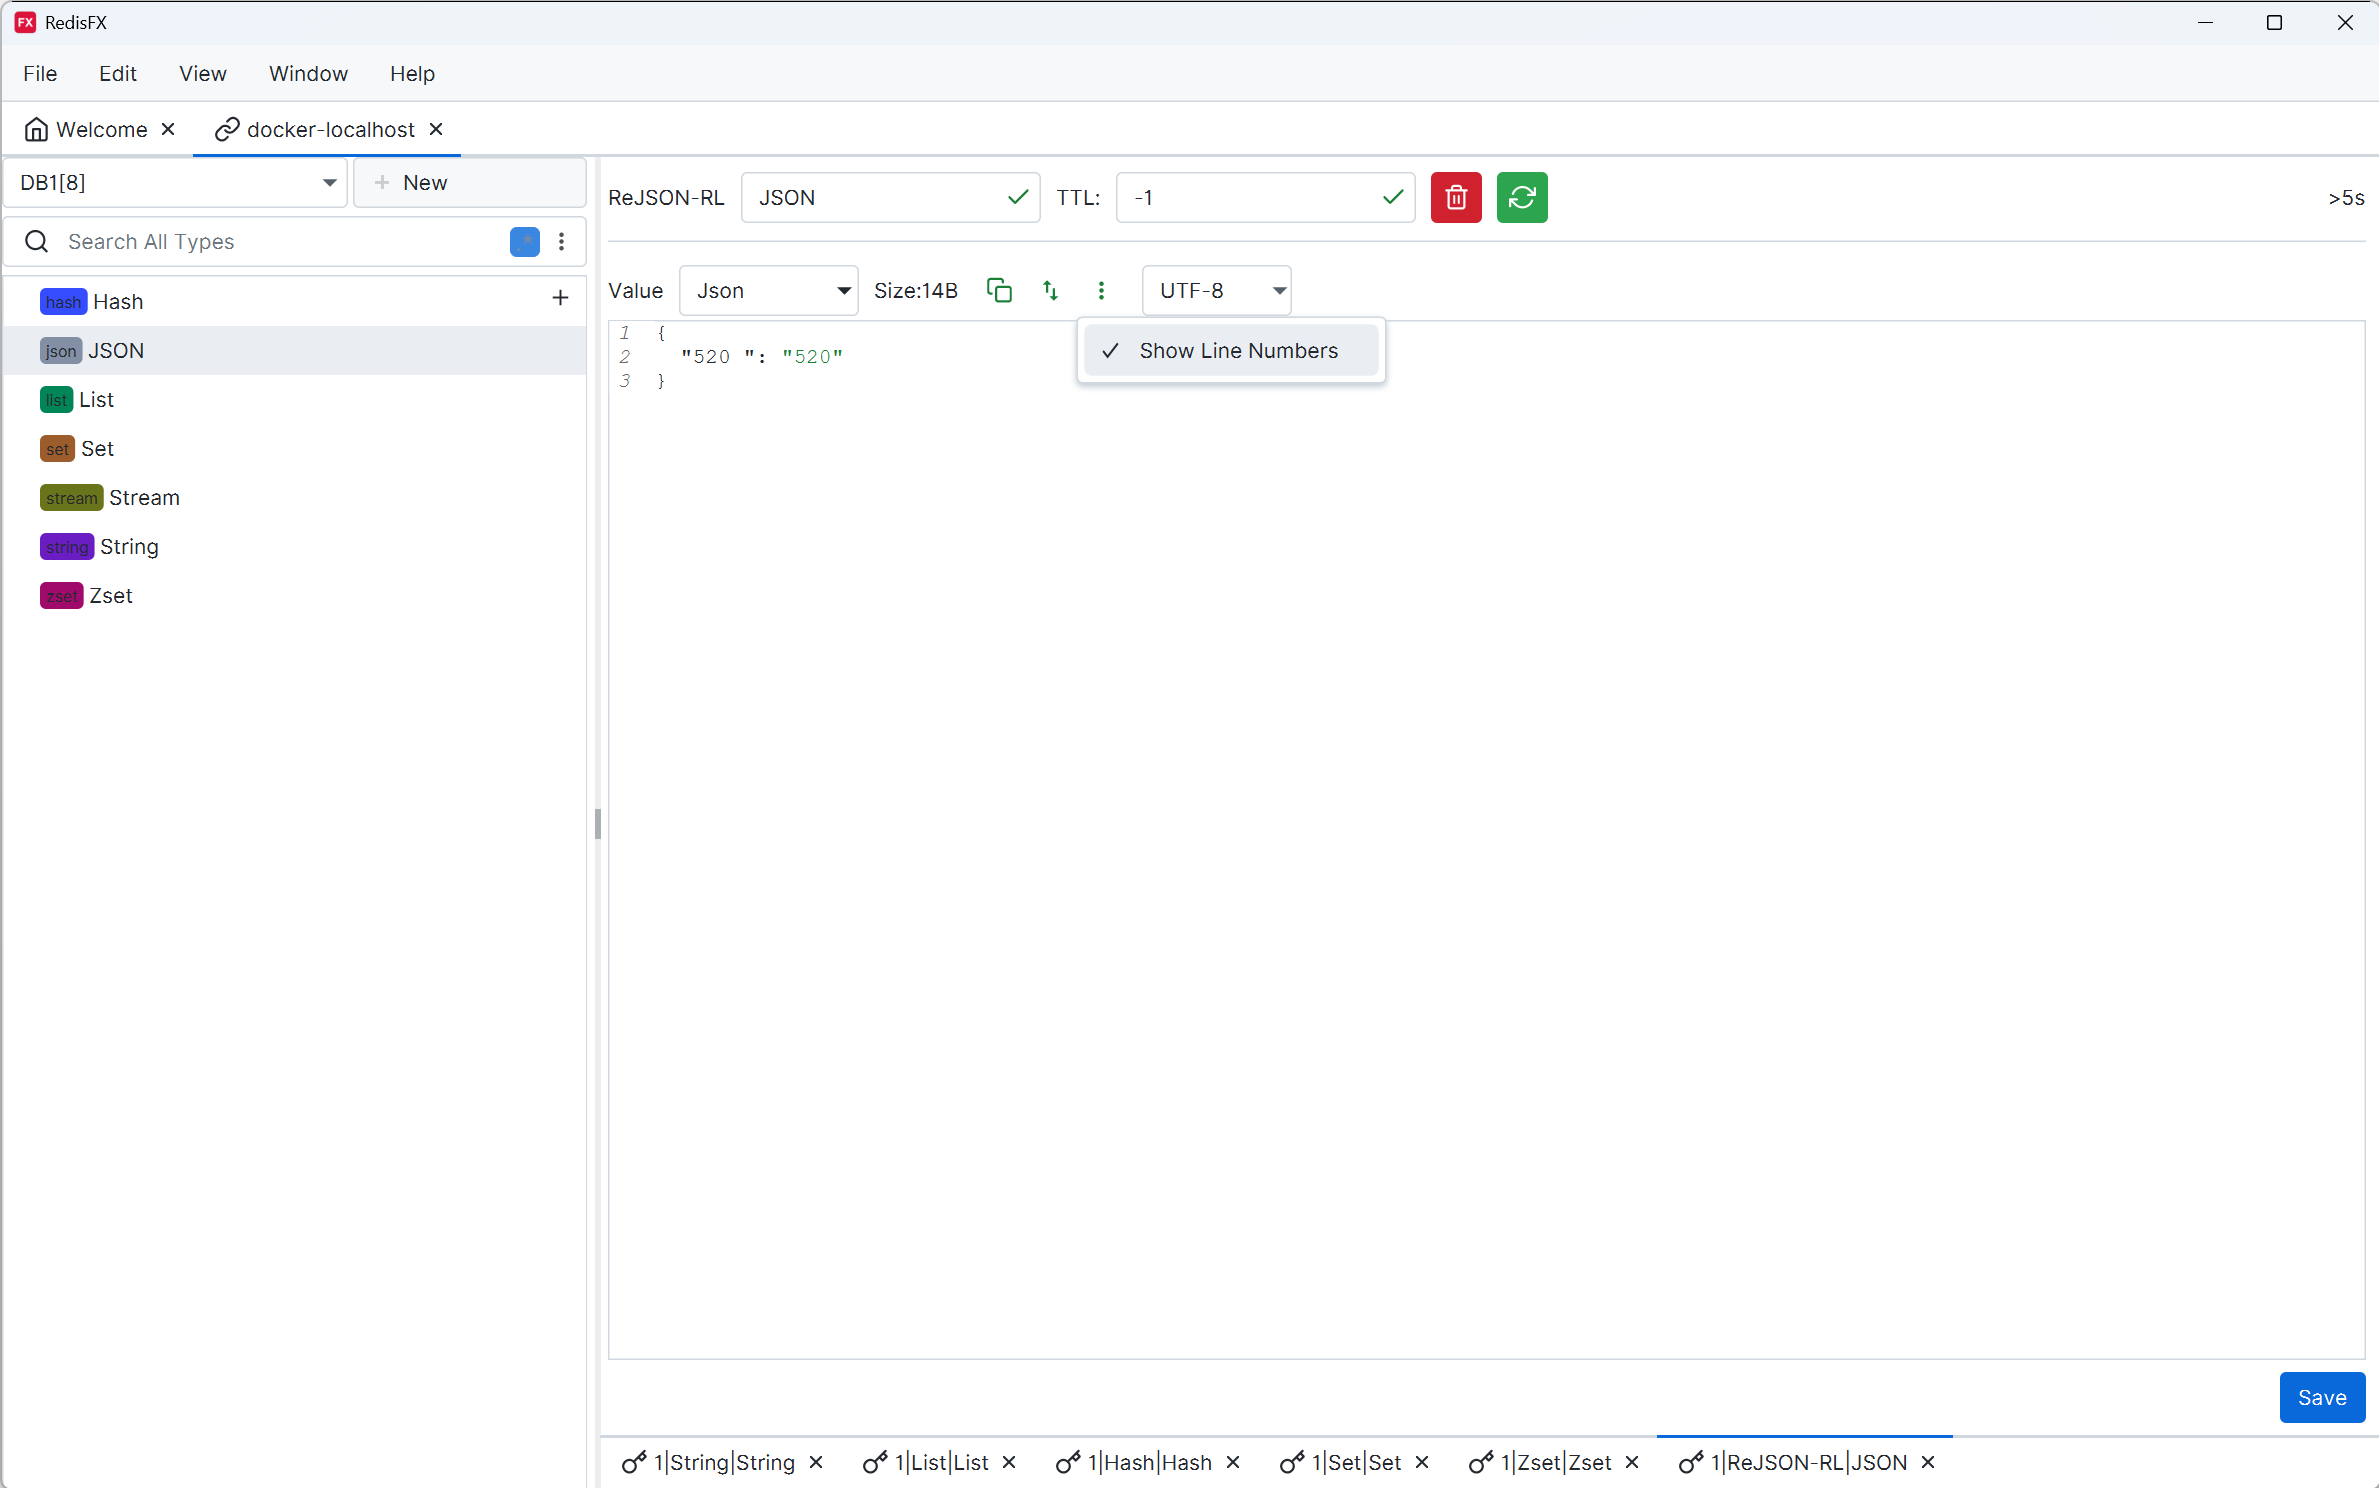 FX RedisFX
File Edit View Window Help
Welcome docker-localhost
DB1[8] + New
ReJSON-RL JSON TTL: -1 >5s
Search All Types .*
Value Json Size:14B UTF-8
hash Hash +
json JSON
list List
set Set
stream Stream
string String
zset Zset
1 {
2 "520 ": "520"
3 }
Show Line Numbers
Save
1|String|String 1|List|List 1|Hash|Hash 1|Set|Set 1|Zset|Zset 1|ReJSON-RL|JSON